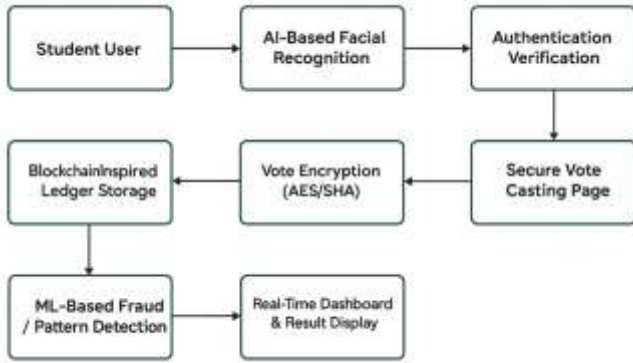 Student User
AI-Based Facial
Recognition
Authentication
Verification
Secure Vote
Casting Page
Vote Encryption
(AES/SHA)
BlockchainInspired
Ledger Storage
ML-Based Fraud
/ Pattern Detection
Real-Time Dashboard
& Result Display